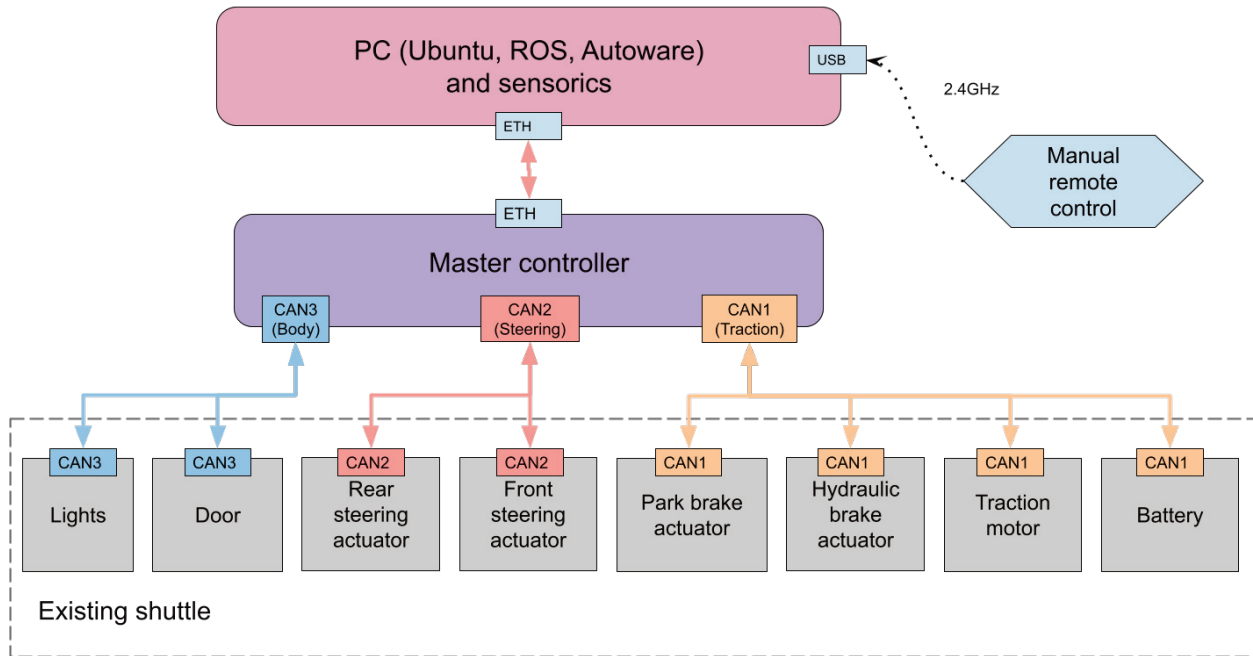 PC (Ubuntu, ROS, Autoware)
and sensorics
USB
2.4GHz
ETH
Manual
remote
control
ETH
Master controller
CAN3
(Body)
CAN2
(Steering)
CAN1
(Traction)
CAN3
Lights
CAN3
Door
CAN2
Rear
steering
actuator
CAN2
Front
steering
actuator
CAN1
Park brake
actuator
CAN1
Hydraulic
brake
actuator
CAN1
Traction
motor
CAN1
Battery
Existing shuttle